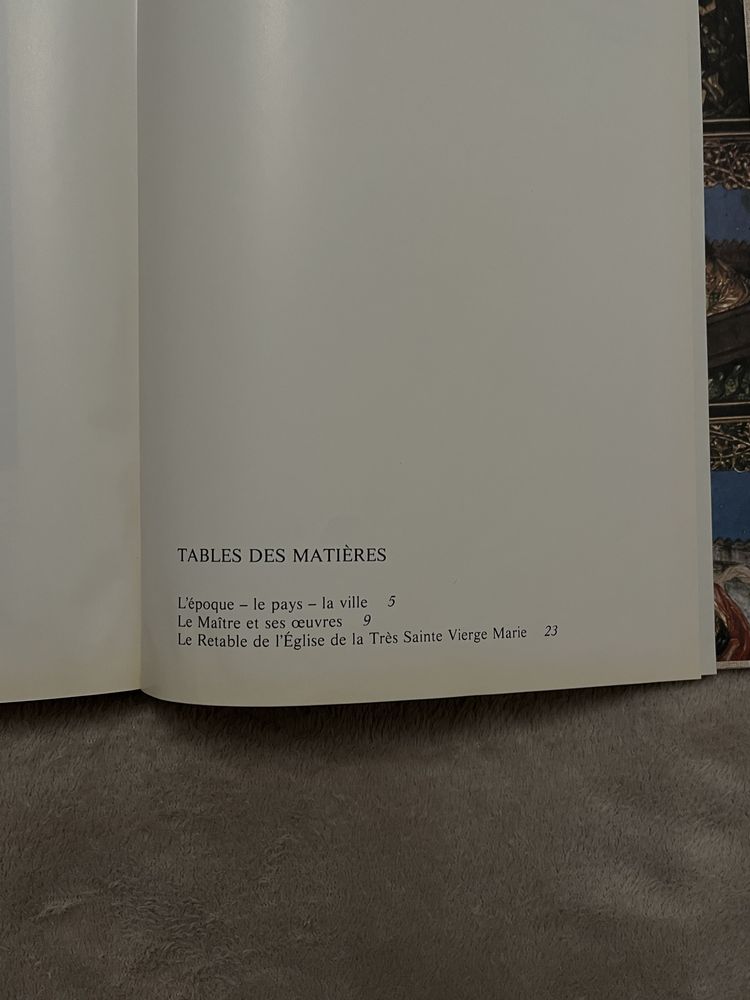 TABLES DES MATIÈRES
L'époque – le pays – la ville 5
Le Maître et ses œuvres 9
Le Retable de l'Église de la Très Sainte Vierge Marie 23